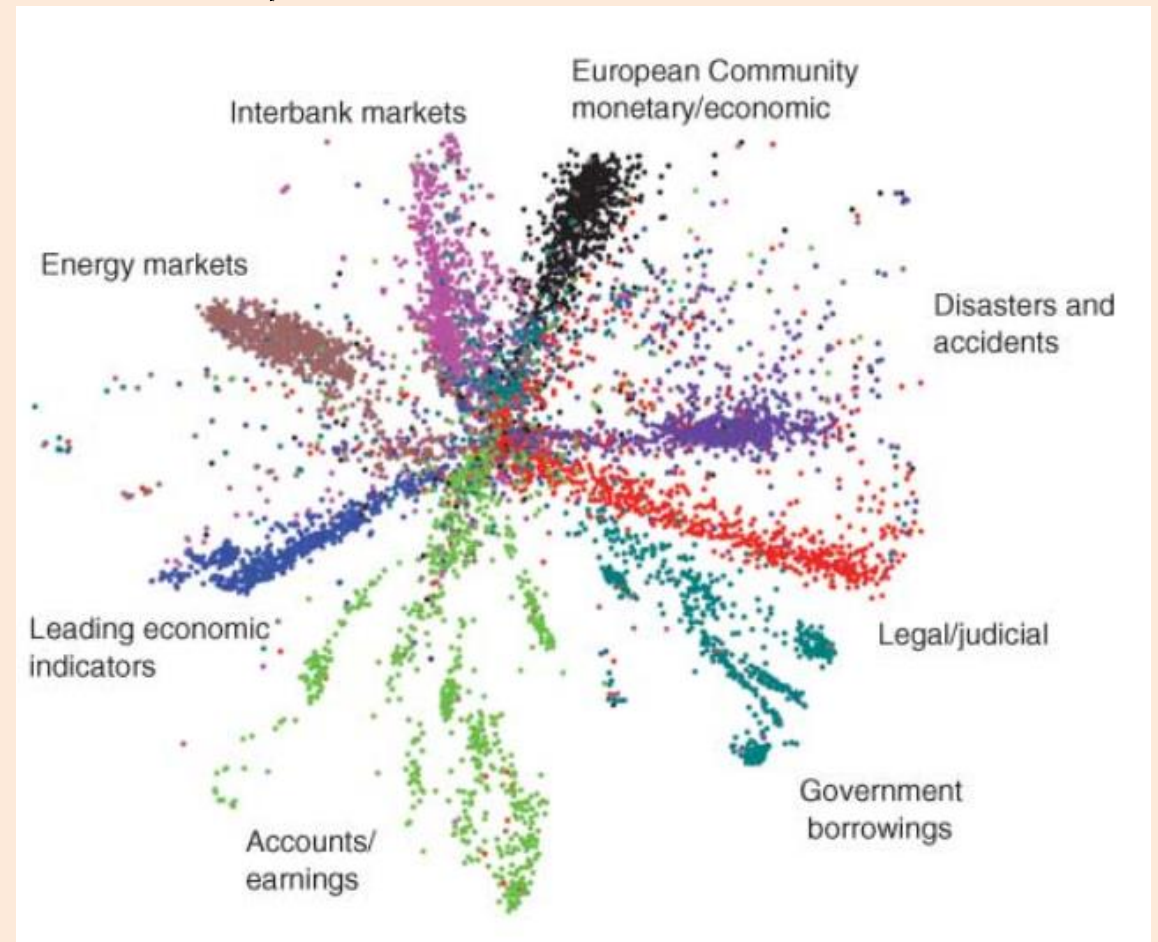 European Community
monetary/economic
Interbank markets
Energy markets
Disasters and
accidents
Leading economic
indicators
Legal/judicial
Government
borrowings
Accounts/
earnings